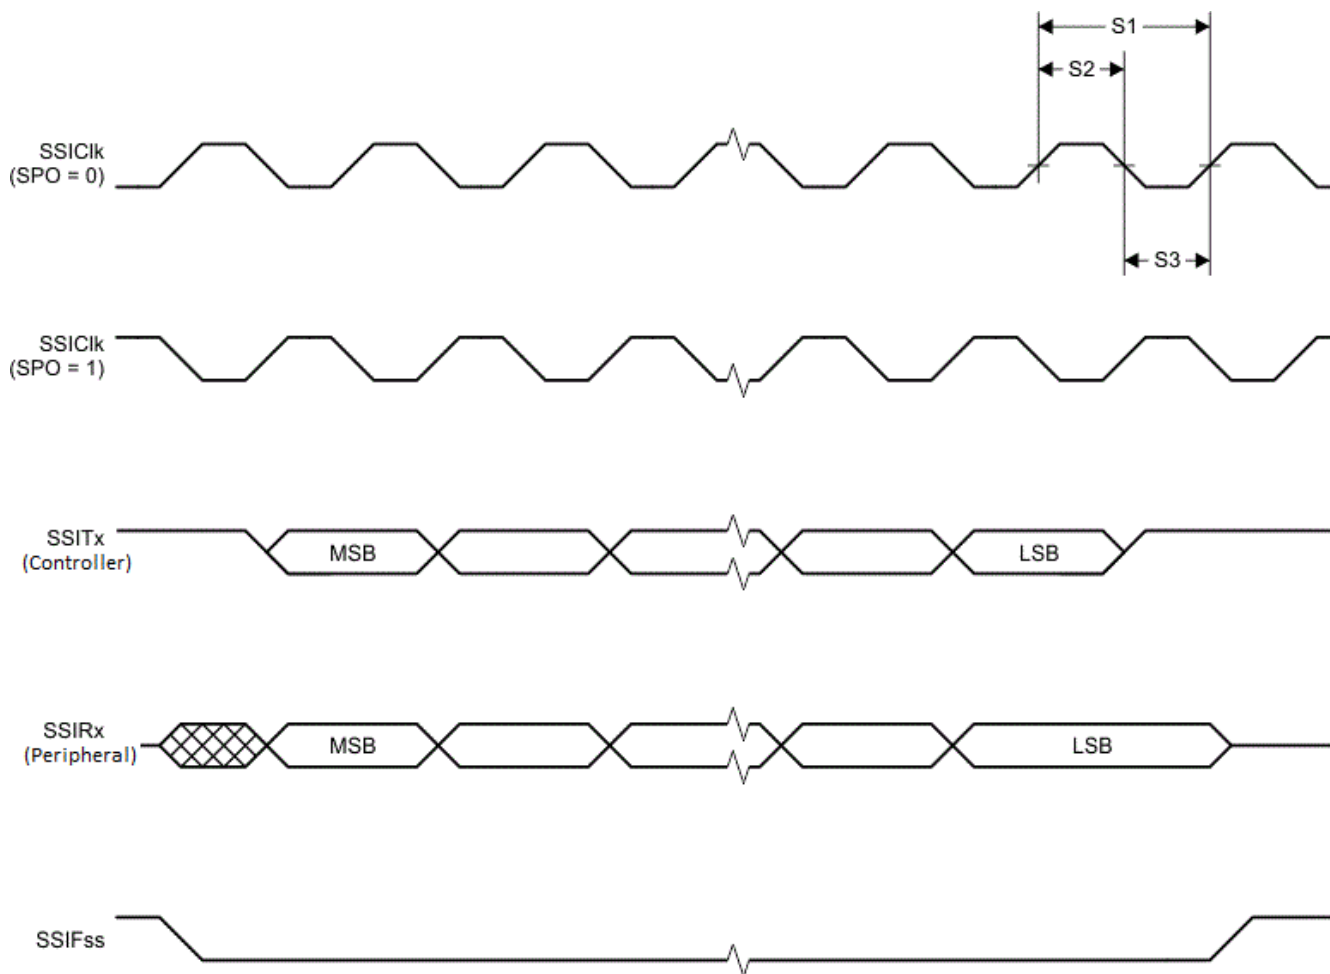 S1
S2
SSIClk
(SPO = 0)
S3
SSIClk
(SPO = 1)
SSITx
(Controller)
MSB
LSB
SSIRx
(Peripheral)
MSB
LSB
SSIFss